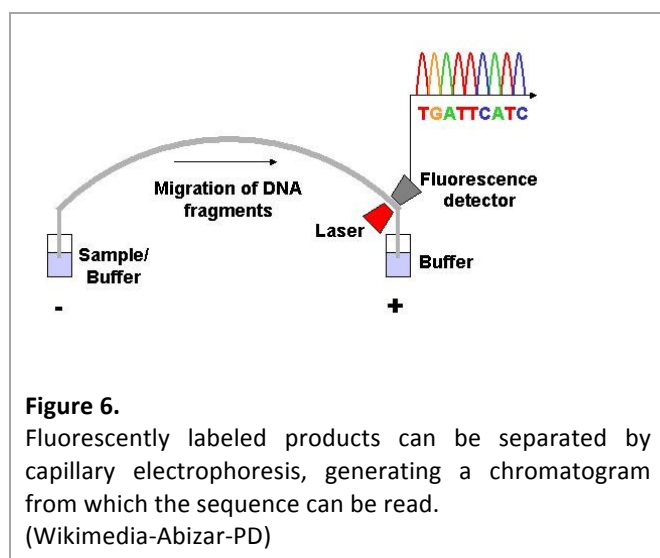 TGATTCATC
Migration of DNA
fragments
Fluorescence
detector
Laser
Sample/
Buffer
Buffer
-
+
Figure 6.
Fluorescently labeled products can be separated by
capillary electrophoresis, generating a chromatogram
from which the sequence can be read.
(Wikimedia-Abizar-PD)